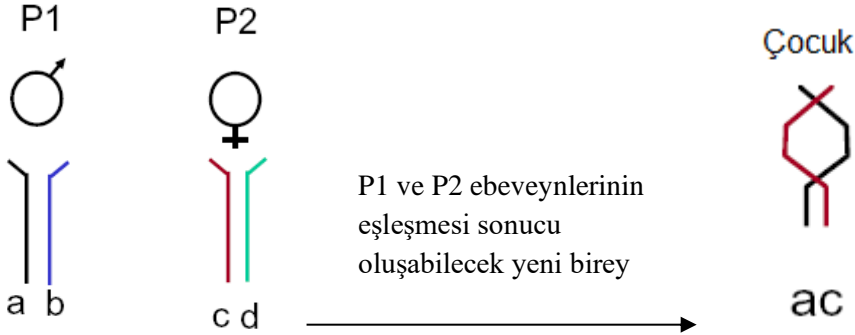 P1
P2
Çocuk
P1 ve P2 ebeveynlerinin
eşleşmesi sonucu
oluşabilecek yeni birey
a b
c d
ac